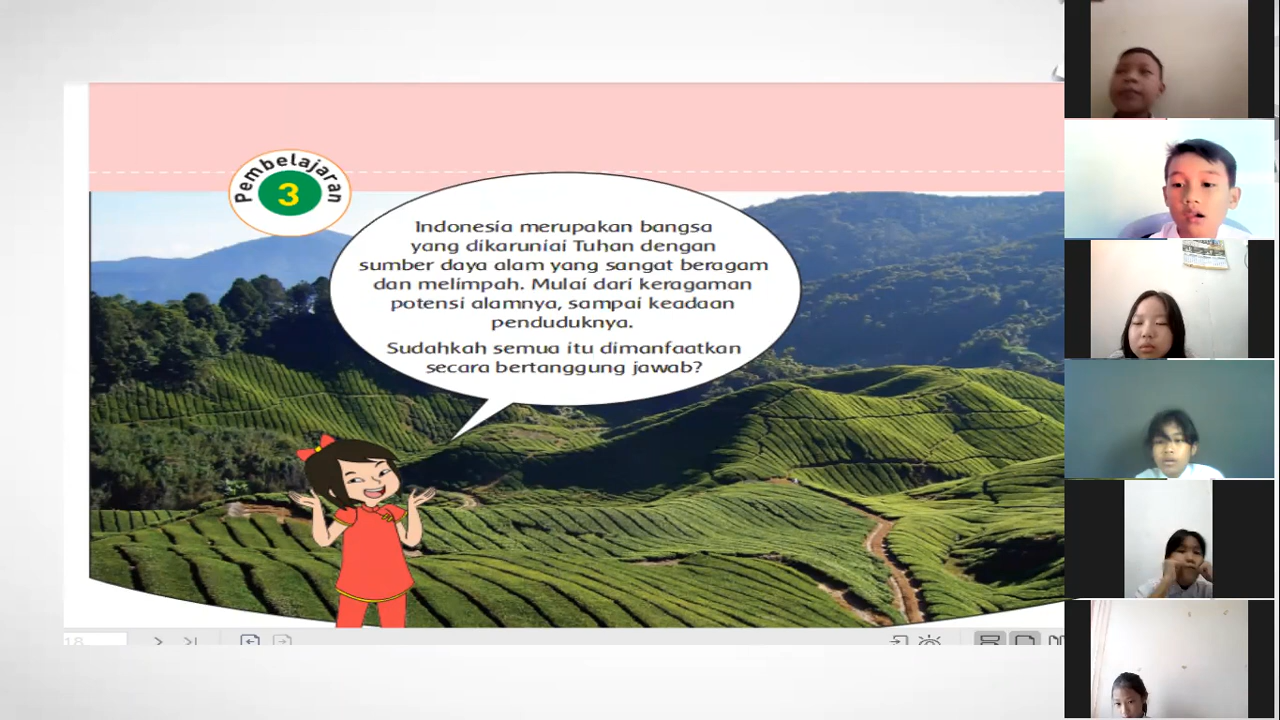 Pembelajaran
3
Indonesia merupakan bangsa
yang dikaruniai Tuhan dengan
sumber daya alam yang sangat beragam
dan melimpah. Mulai dari keragaman
potensi alamnya, sampai keadaan
penduduknya.
Sudahkah semua itu dimanfaatkan
secara bertanggung jawab?
18